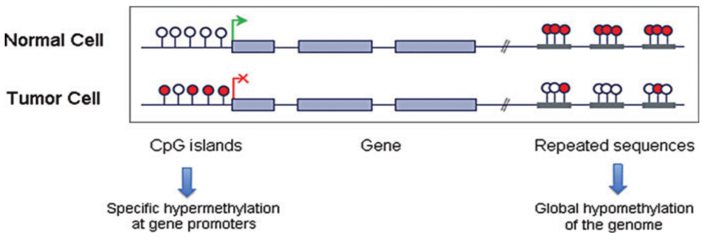 Normal Cell
Tumor Cell
CpG islands
Gene
Repeated sequences
Specific hypermethylation
at gene promoters
Global hypomethylation
of the genome